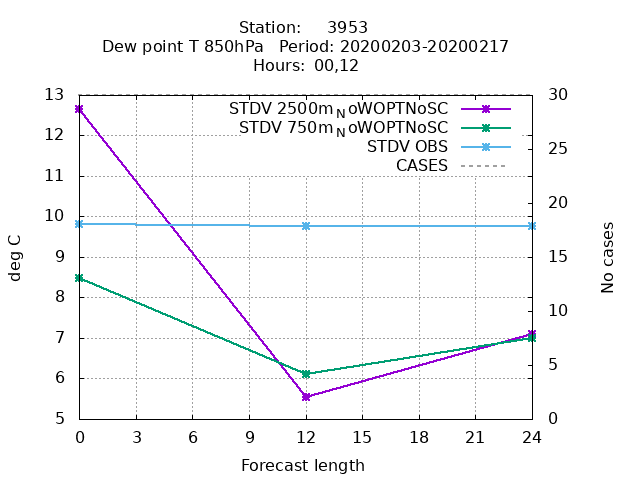 Station: 3953
Dew point T 850hPa Period: 20200203-20200217
Hours: 00,12
13 30
STDV 2500m_NoWOPTNoSC
STDV 750m_NoWOPTNoSC
STDV OBS
CASES
12
11
10
9
8
7
6
5
25
20
15
10
5
0
deg C
No cases
0 3 6 9 12 15 18 21 24
Forecast length